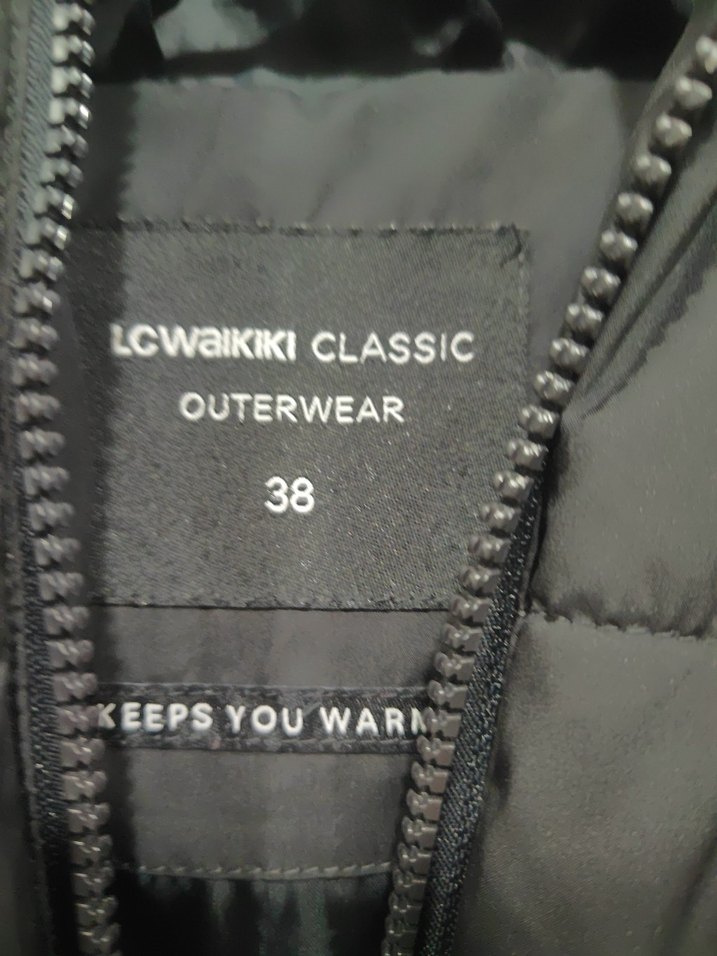 LCWAIKIKI CLASSIC
OUTERWEAR
38
KEEPS YOU WARM